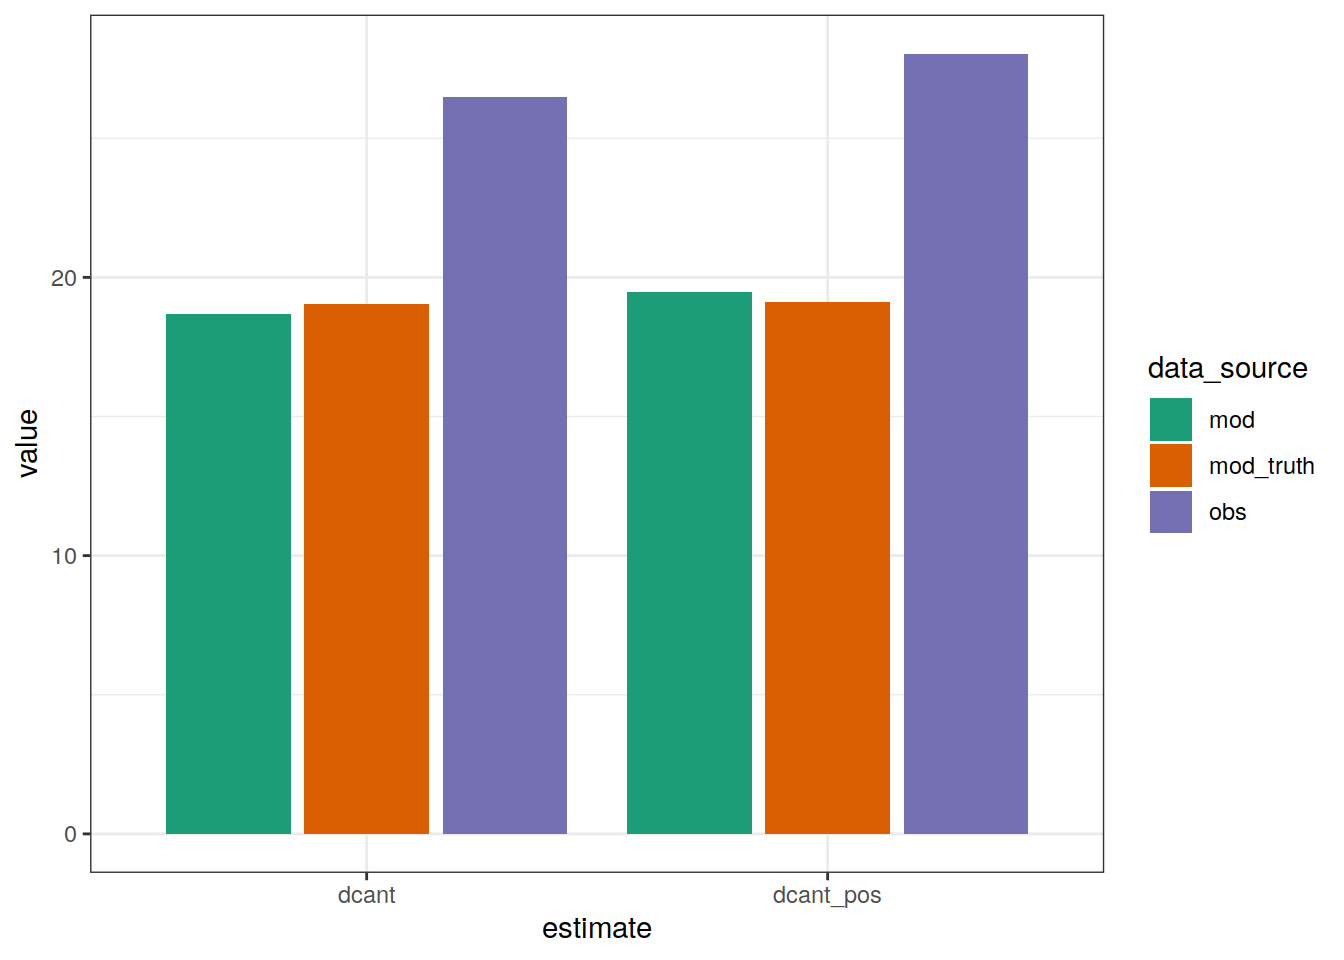 value
20
10
0
dcant
dcant_pos
estimate
data_source
mod
mod_truth
obs